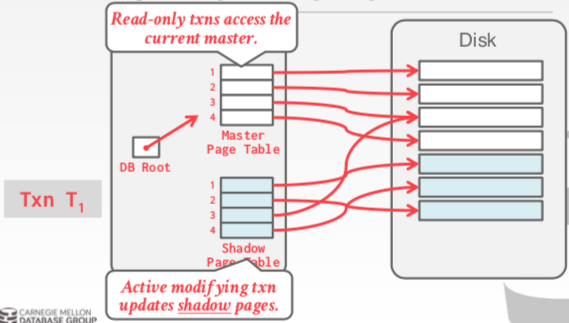 Read-only txns access the
current master.
Disk
1
2
3
4
Master
Page Table
DB Root
Txn T₁
1
2
3
4
Shadow
Page Table
Active modifying txn
updates shadow pages.
CARNEGIE MELLON
DATABASE GROUP